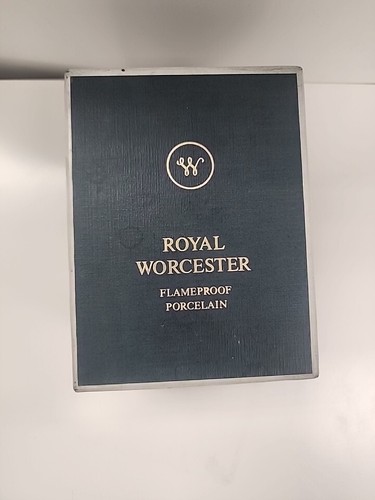 W
ROYAL
WORCESTER
FLAMEPROOF
PORCELAIN